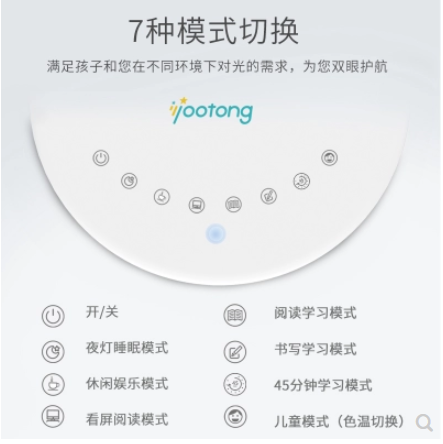 7种模式切换
满足孩子和您在不同环境下对光的需求，为您双眼护航
yootong
开/关
阅读学习模式
夜灯睡眠模式
书写学习模式
休闲娱乐模式
45分钟学习模式
看屏阅读模式
儿童模式（色温切换）